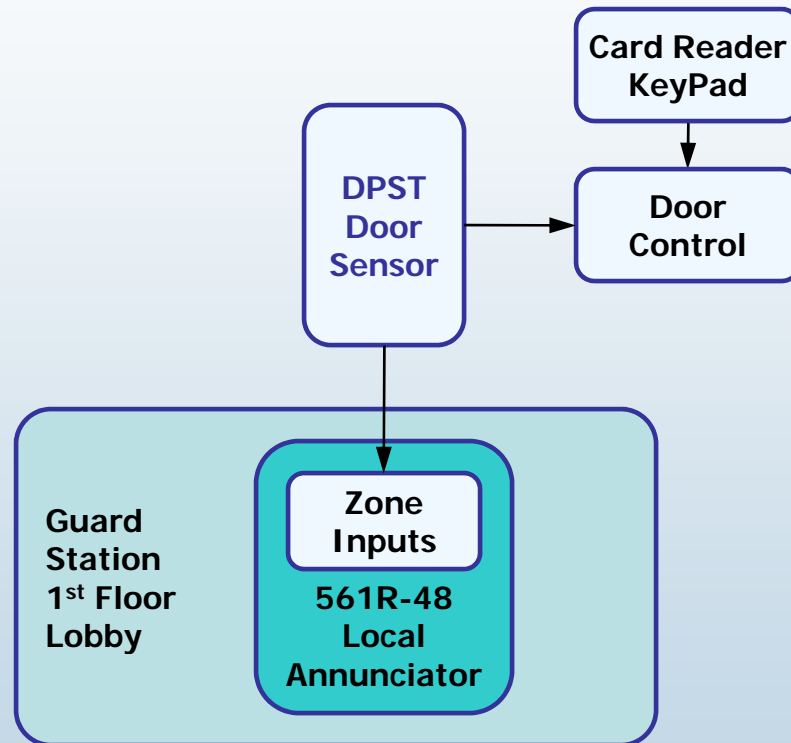 Card Reader
KeyPad
DPST
Door
Sensor
Door
Control
Zone
Inputs
Guard
Station
1st Floor
Lobby
561R-48
Local
Annunciator